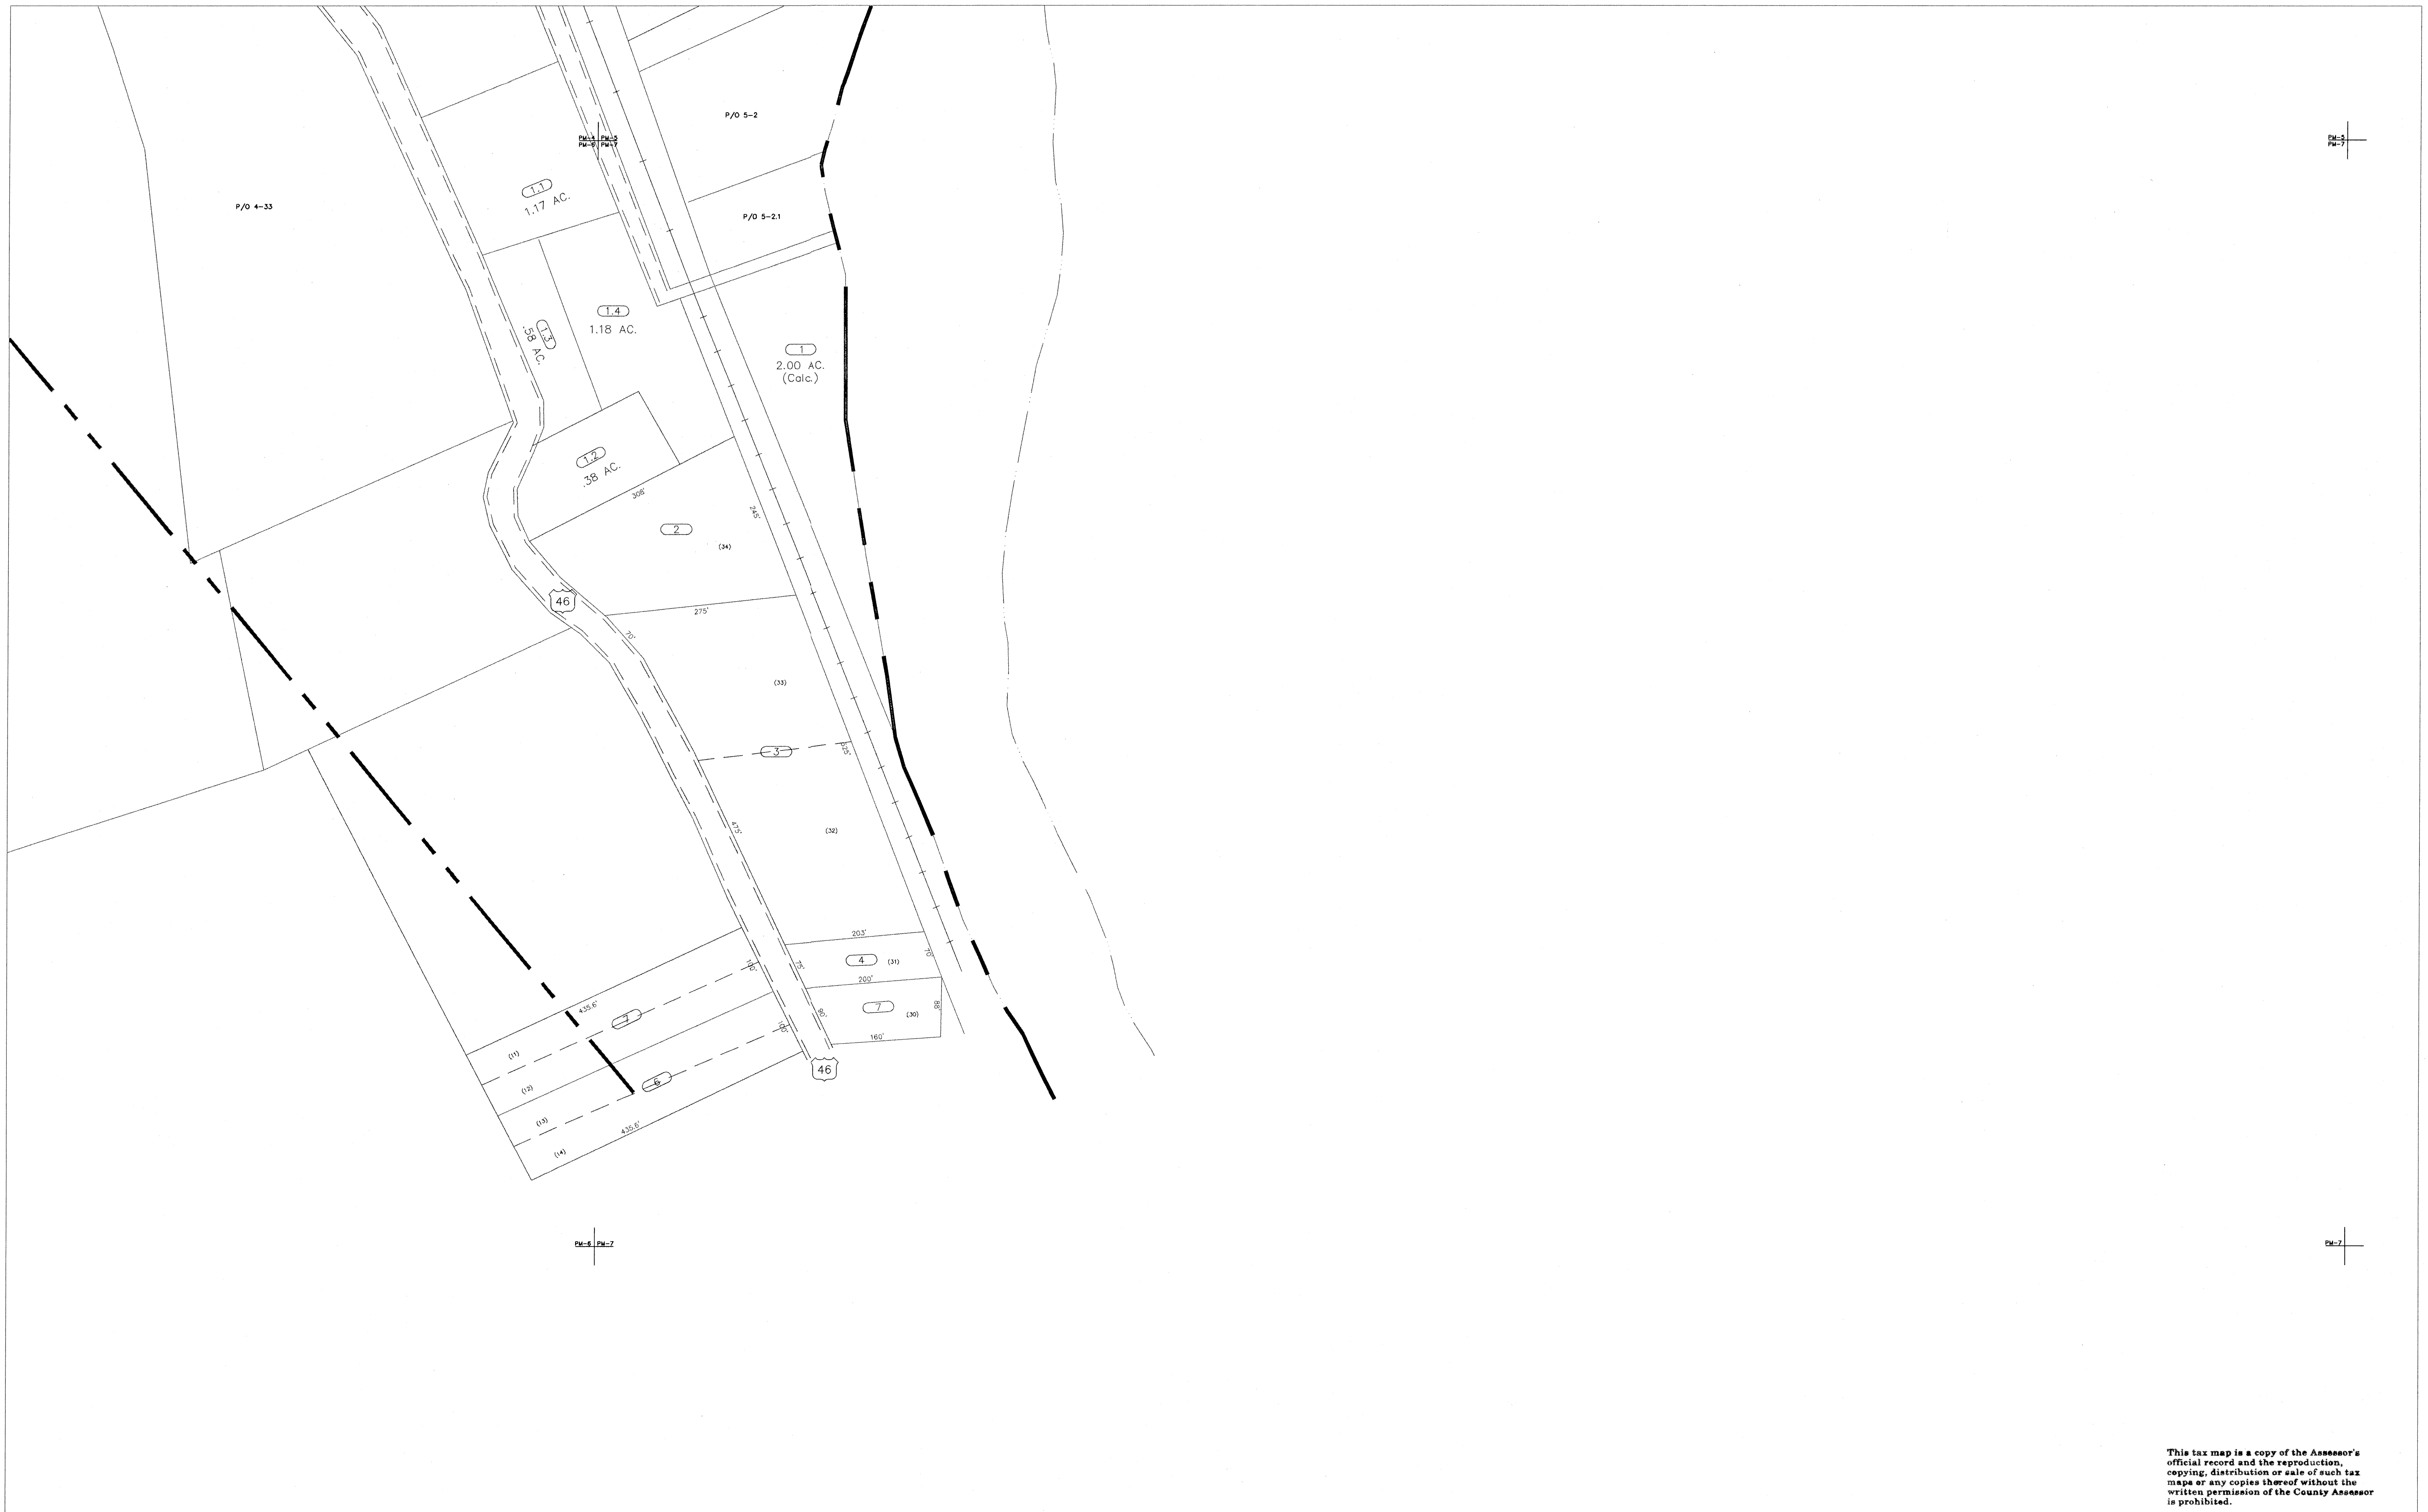 P/O 5-2
PM-4 PM-5
PM-6 PM-7
PM-5
PM-7
1.1
1.17 AC.
P/O 4-33
P/O 5-2.1
1.4
1.18 AC.
1.3
.58 AC.
1
2.00 AC.
(Calc.)
1.2
.38 AC.
308'
245'
2
(34)
46
275'
70'
(33)
3
325'
475'
(32)
203'
4
(31)
70'
75'
100'
200'
435.6'
7
(30)
88'
90'
100'
160'
(11)
46
6
(12)
(13)
435.6'
(14)
PM-6 PM-7
PM-7
This tax map is a copy of the Assessor's
official record and the reproduction,
copying, distribution or sale of such tax
maps or any copies thereof without the
written permission of the County Assessor
is prohibited.